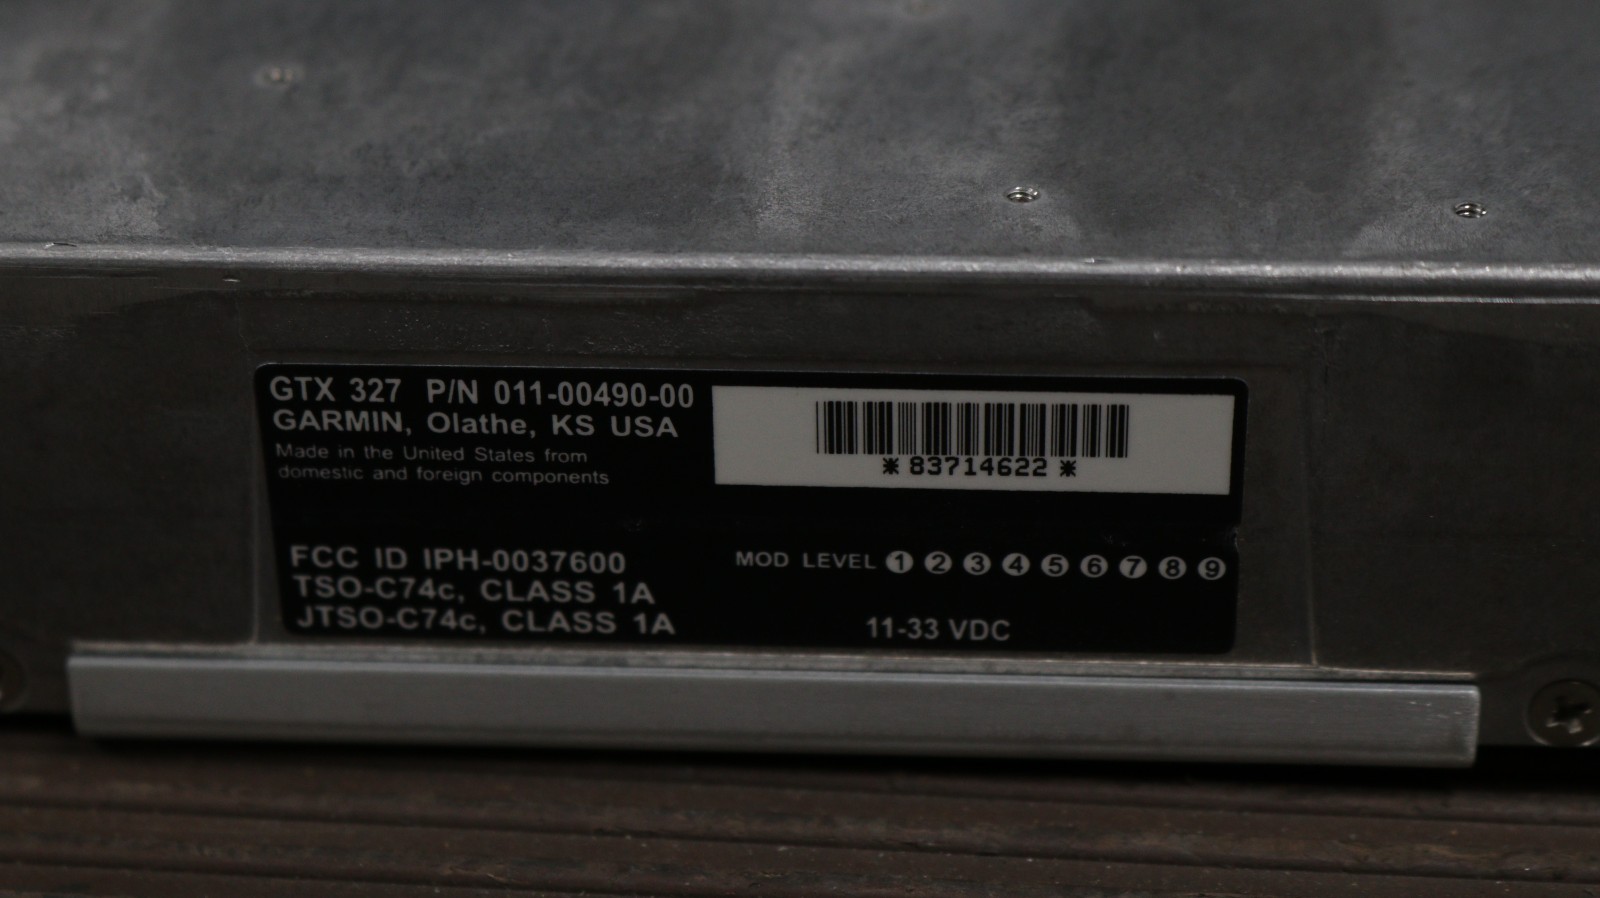 GTX 327 P/N 011-00490-00
GARMIN, Olathe, KS USA
Made in the United States from
domestic and foreign components
*83714622*
FCC ID IPH-0037600
TSO-C74c, CLASS 1A
JTSO-C74c, CLASS 1A
MOD LEVEL 1 2 3 4 5 6 7 8 9
11-33 VDC